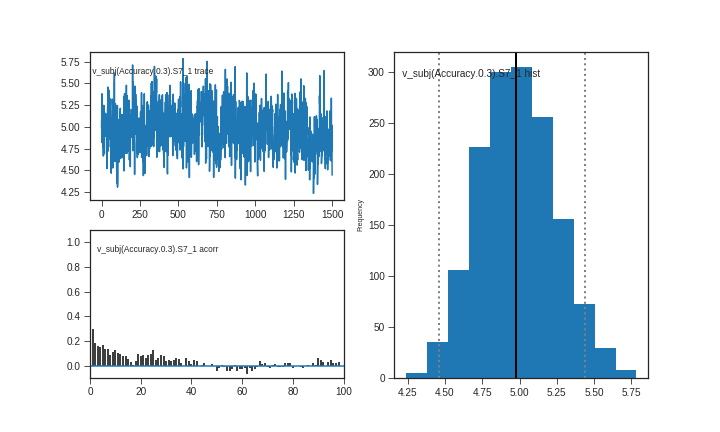 v_subj(Accuracy.0.3).S7_1 trace
5.75
5.50
5.25
5.00
4.75
4.50
4.25
0 250 500 750 1000 1250 1500
v_subj(Accuracy.0.3).S7_1 acorr
1.0
0.8
0.6
0.4
0.2
0.0
0 20 40 60 80 100
v_subj(Accuracy.0.3).S7_1 hist
Frequency
300
250
200
150
100
50
0
4.25 4.50 4.75 5.00 5.25 5.50 5.75